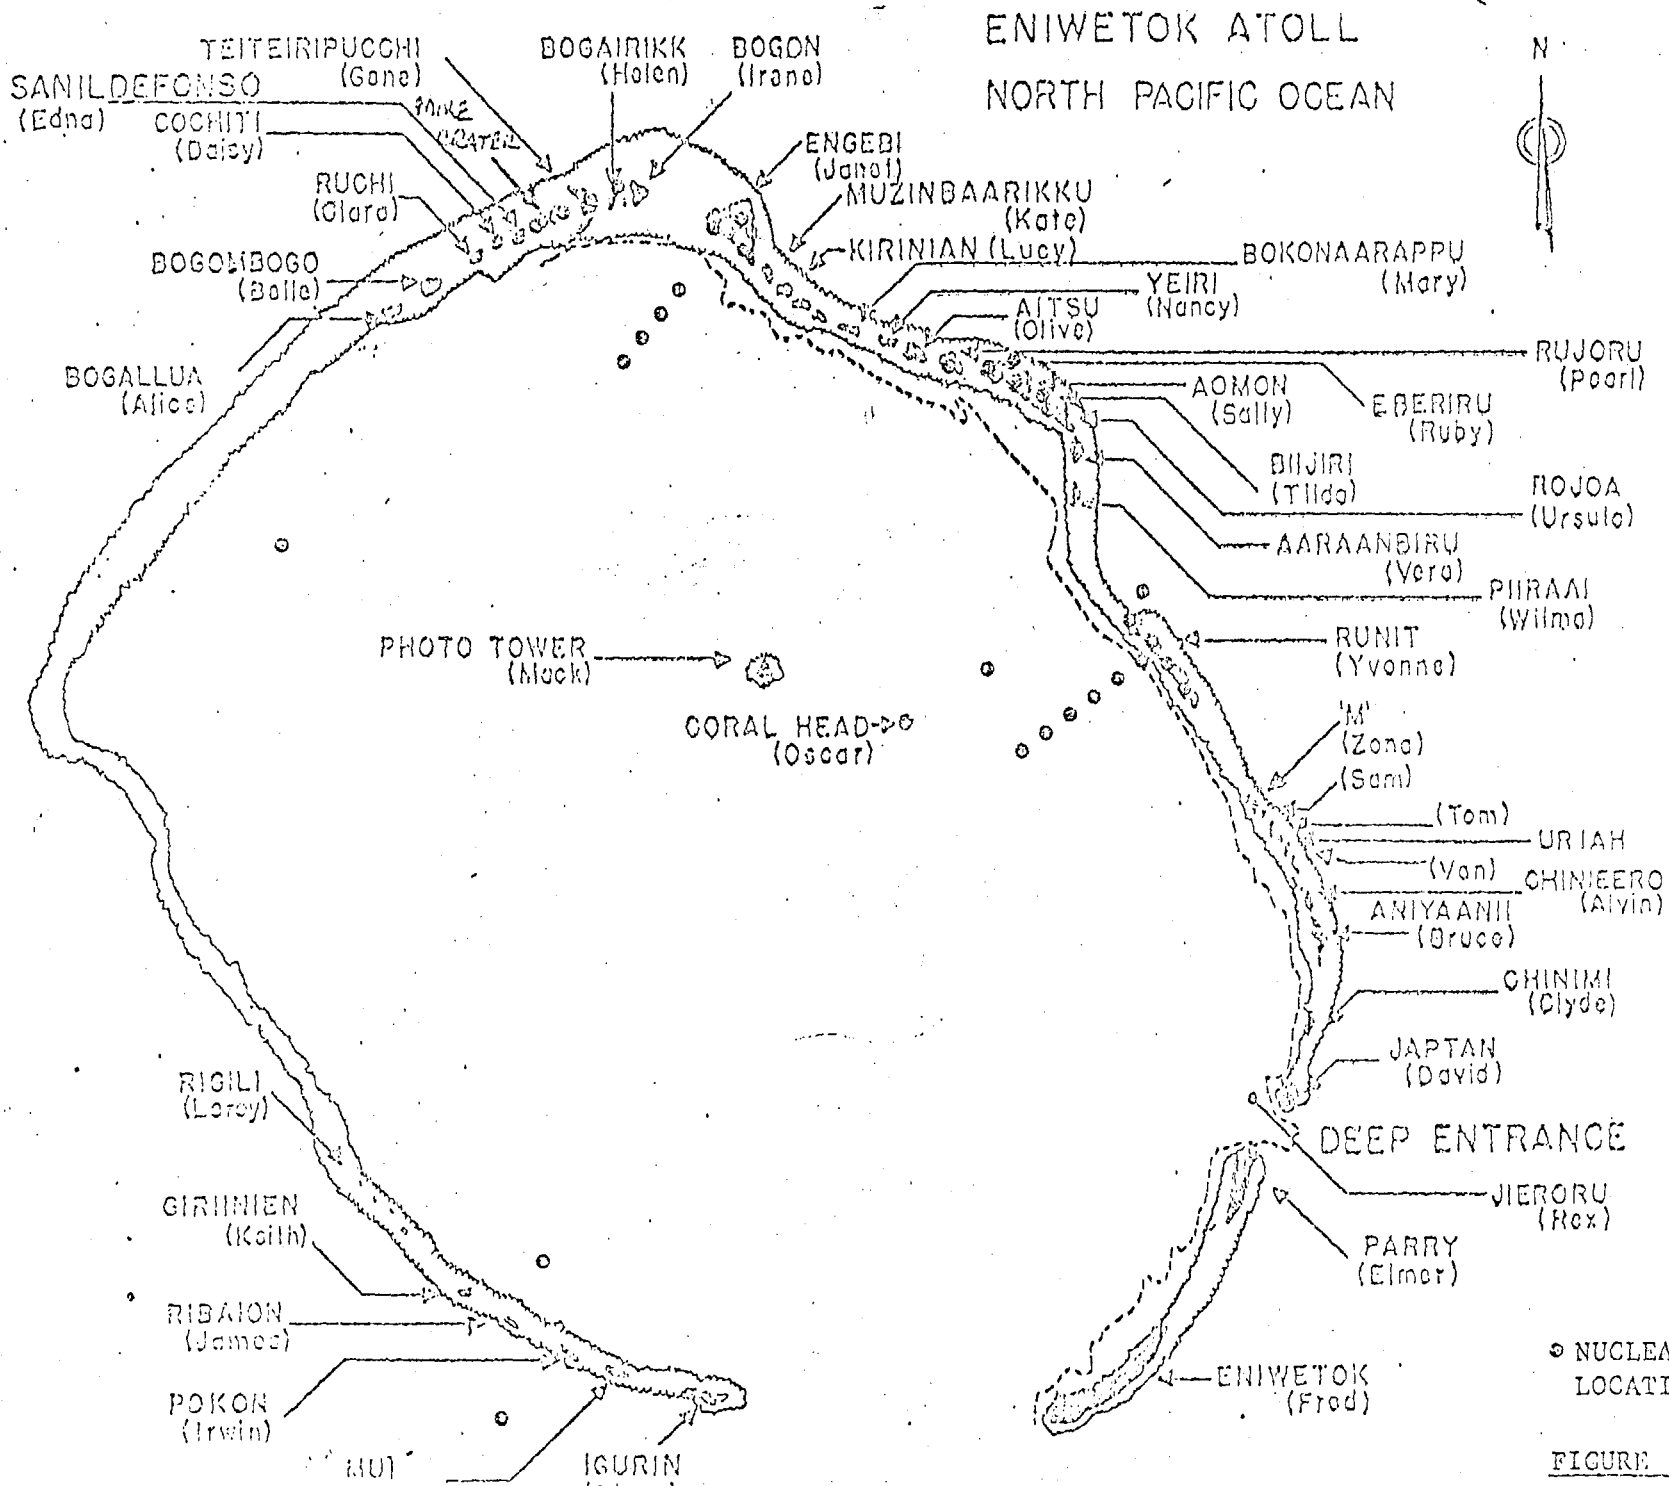 ENIWETOK ATOLL
NORTH PACIFIC OCEAN
N
TEITEIRIPUCCHI
(Gene)
BOGAIRIKK
(Helen)
BOGON
(Irene)
SANILDEFONSO
(Edna)
COCHITI
(Daisy)
MIKE
CRATER
ENGEBI
(Janet)
RUCHI
(Clara)
MUZINBAARIKKU
(Kate)
KIRINIAN (Lucy)
BOKONAARAPPU
(Mary)
BOGOMBOGO
(Belle)
YEIRI
(Nancy)
AITSU
(Olive)
RUJORU
(Pearl)
BOGALLUA
(Alice)
AOMON
(Sally)
EBERIRU
(Ruby)
BIIJIRI
(Tilda)
ROJOA
(Ursula)
AARAANBIRU
(Vera)
PIIRAAI
(Wilma)
PHOTO TOWER
(Mack)
RUNIT
(Yvonne)
CORAL HEAD
(Oscar)
'M'
(Zona)
(Sam)
(Tom)
URIAH
(Van)
CHINIEERO
(Alvin)
ANIYAANII
(Bruce)
CHINIMI
(Clyde)
JAPTAN
(David)
RIGILI
(Leroy)
DEEP ENTRANCE
JIERORU
(Rex)
GIRIINIEN
(Keith)
PARRY
(Elmer)
RIBAION
(James)
POKON
(Irwin)
ENIWETOK
(Fred)
MUI
IGURIN
NUCLEA
LOCATI
FIGURE